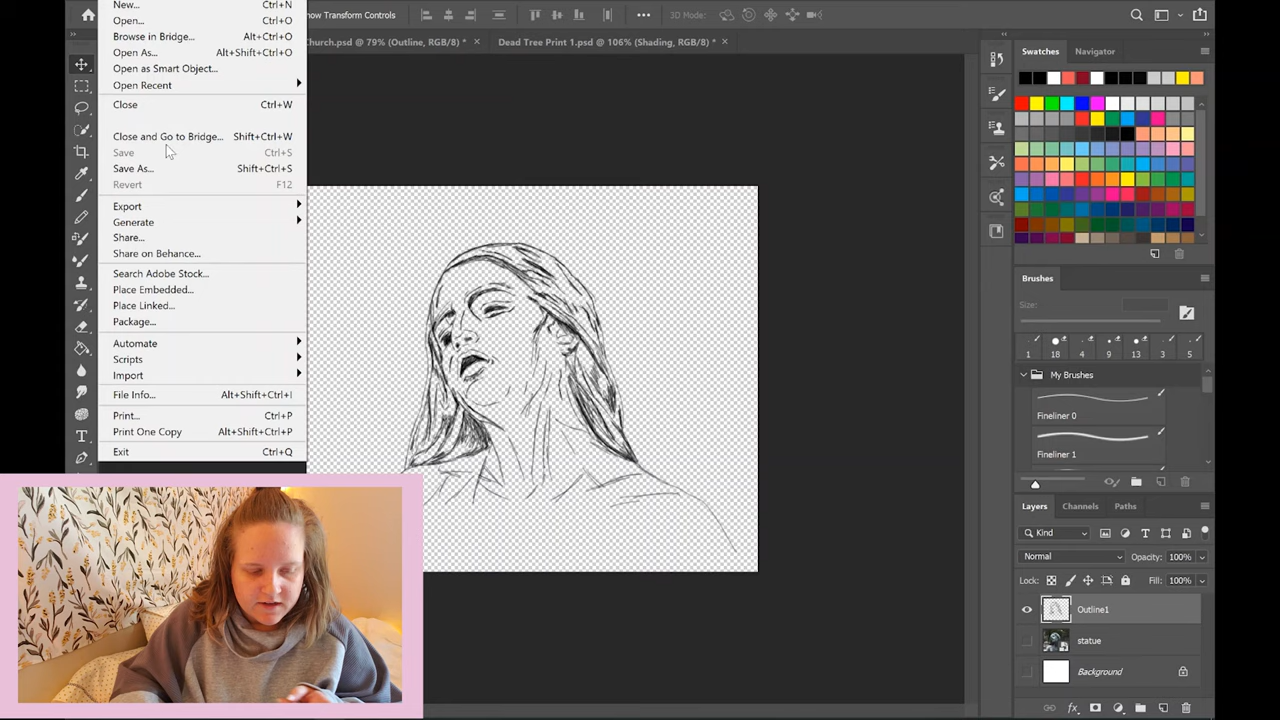 New... Ctrl+N
how Transform Controls
3D Mode:
Open... Ctrl+O
Browse in Bridge... Alt+Ctrl+O
hurch.psd @ 79% (Outline, RGB/8) *
Dead Tree Print 1.psd @ 106% (Shading, RGB/8) *
Open As... Alt+Shift+Ctrl+O
Open as Smart Object...
Open Recent
Close Ctrl+W
Close and Go to Bridge... Shift+Ctrl+W
Save Ctrl+S
Save As... Shift+Ctrl+S
Revert F12
Export
Generate
Share...
Share on Behance...
Search Adobe Stock...
Place Embedded...
Place Linked...
Package...
Automate
Scripts
Import
File Info... Alt+Shift+Ctrl+I
Print... Ctrl+P
Print One Copy Alt+Shift+Ctrl+P
Exit Ctrl+Q
Swatches Navigator
Brushes
Size:
1 18 4 9 13 3 5
My Brushes
Fineliner 0
Fineliner 1
Layers Channels Paths
Kind
Normal Opacity: 100%
Lock: Fill: 100%
Outline1
statue
Background
fx